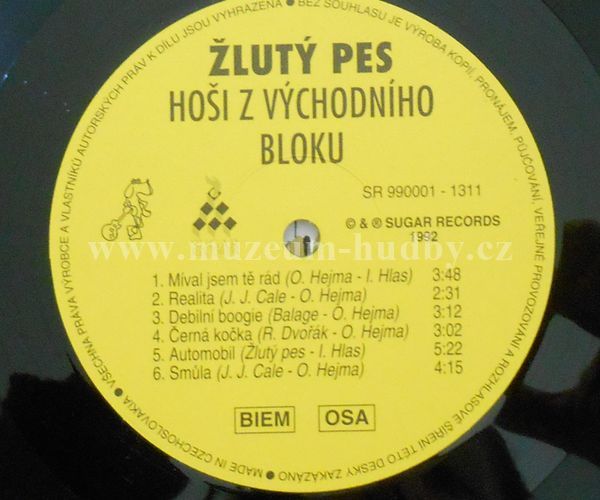 VŠECHNA PRÁVA VÝROBCE A VLASTNÍKŮ AUTORSKÝCH PRÁV K DÍLU JSOU VYHRAZENA ● BEZ SOUHLASU JE VÝROBA KOPIÍ, PRONÁJEM, PŮJČOVÁNÍ, VEŘEJNÉ PROVOZOVÁNÍ A ROZHLASOVÉ ŠÍŘENÍ TÉTO DESKY ZAKÁZÁNO ● MADE IN CZECHOSLOVAKIA ●
ŽLUTÝ PES
HOŠI Z VÝCHODNÍHO
BLOKU
SR 990001 - 1311
© & ® SUGAR RECORDS
1992
www.muzeum-hudby.cz
1. Míval jsem tě rád (O. Hejma - I. Hlas) 3:48
2. Realita (J. J. Cale - O. Hejma) 2:31
3. Debilní boogie (Balage - O. Hejma) 3:12
4. Černá kočka (R. Dvořák - O. Hejma) 3:02
5. Automobil (Žlutý pes - I. Hlas) 5:22
6. Smůla (J. J. Cale - O. Hejma) 4:15
BIEM OSA